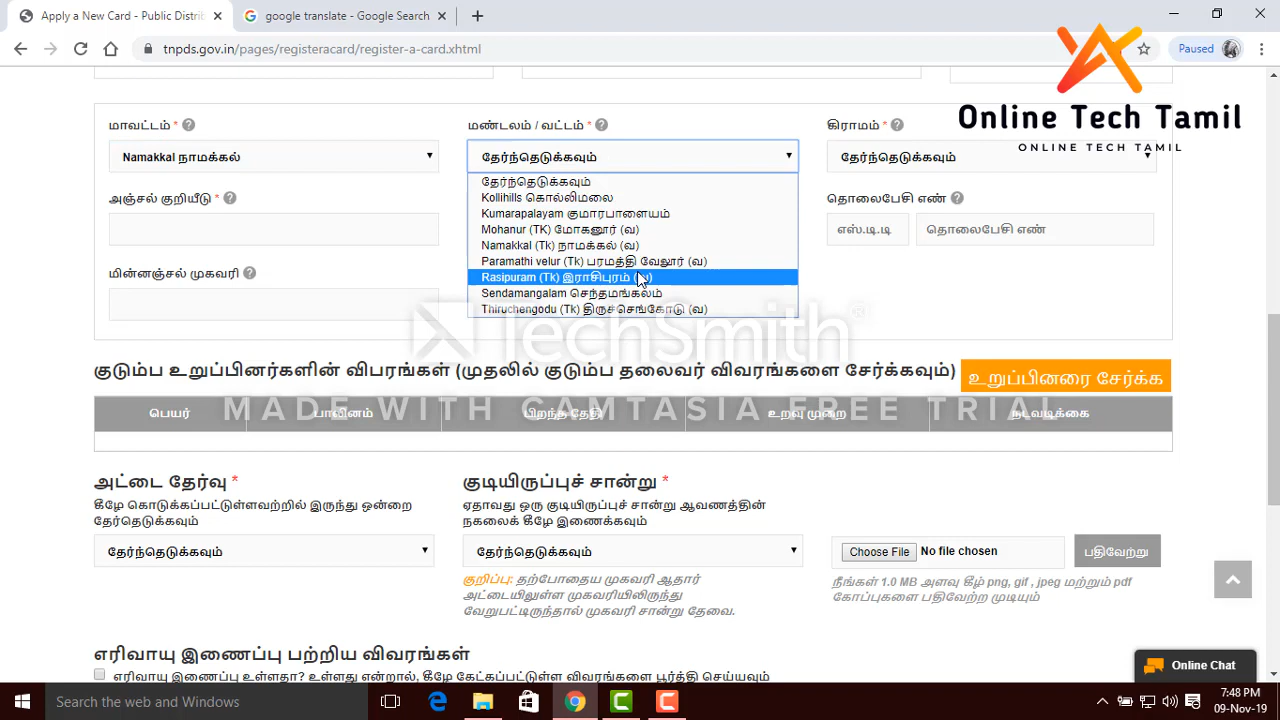 Apply a New Card - Public Distrib
google translate - Google Search
tnpds.gov.in/pages/registeracard/register-a-card.xhtml
Paused
Online Tech Tamil
ONLINE TECH TAMIL
மாவட்டம் *
மண்டலம் / வட்டம் *
கிராமம் *
Namakkal நாமக்கல்
தேர்ந்தெடுக்கவும்
தேர்ந்தெடுக்கவும்
தேர்ந்தெடுக்கவும்
Kollihills கொல்லிமலை
Kumarapalayam குமாரபாளையம்
Mohanur (TK) மோகனூர் (வ)
Namakkal (Tk) நாமக்கல் (வ)
Paramathi velur (Tk) பரமத்தி வேலூர் (வ)
Rasipuram (Tk) இராசிபுரம் (வ)
Sendamangalam செந்தமங்கலம்
Thiruchengodu (Tk) திருச்செங்கோடு (வ)
அஞ்சல் குறியீடு *
தொலைபேசி எண்
எஸ்.டி.டி
தொலைபேசி எண்
மின்னஞ்சல் முகவரி
TechSmith
குடும்ப உறுப்பினர்களின் விபரங்கள் (முதலில் குடும்ப தலைவர் விவரங்களை சேர்க்கவும்)
உறுப்பினரை சேர்க்க
பெயர்
பாலினம்
பிறந்த தேதி
உறவு முறை
நடவடிக்கை
MADE WITH CAMTASIA FREE TRIAL
அட்டை தேர்வு *
குடியிருப்புச் சான்று *
கீழே கொடுக்கப்பட்டுள்ளவற்றில் இருந்து ஒன்றை
தேர்தெடுக்கவும்
ஏதாவது ஒரு குடியிருப்புச் சான்று ஆவணத்தின்
நகலைக் கீழே இணைக்கவும்
தேர்ந்தெடுக்கவும்
தேர்ந்தெடுக்கவும்
Choose File No file chosen
பதிவேற்று
குறிப்பு: தற்போதைய முகவரி ஆதார்
அட்டையிலுள்ள முகவரியிலிருந்து
வேறுபட்டிருந்தால் முகவரி சான்று தேவை.
நீங்கள் 1.0 MB அளவு கீழ் png, gif , jpeg மற்றும் pdf
கோப்புகளை பதிவேற்ற முடியும்
எரிவாயு இணைப்பு பற்றிய விவரங்கள்
எரிவாயு இணைப்பு உள்ளதா? உள்ளது என்றால், கீழே கேட்கப்பட்டுள்ளவைகளை பூர்த்தி செய்யவும்
Online Chat
Search the web and Windows
7:48 PM
09-Nov-19